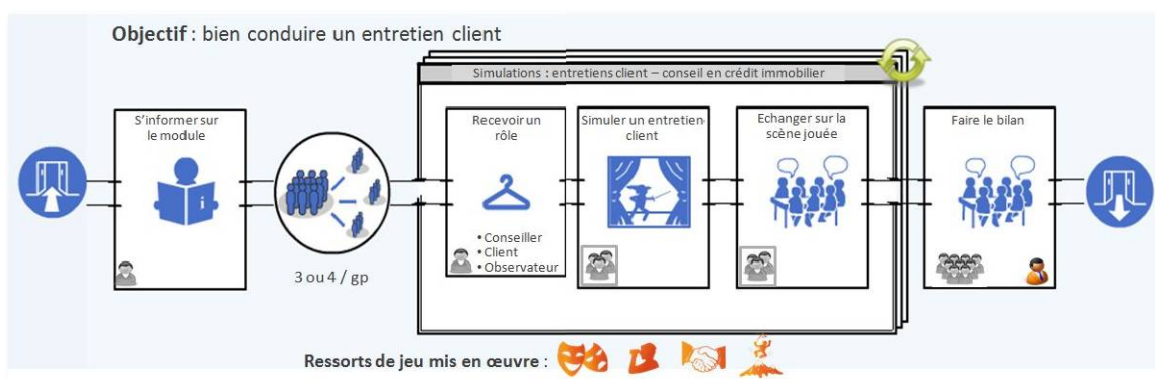 Objectif : bien conduire un entretien client
Simulations : entretiens client – conseil en crédit immobilier
S'informer sur
le module
Recevoir un
rôle
• Conseiller
• Client
• Observateur
Simuler un entretien
client
Echanger sur la
scène jouée
Faire le bilan
3 ou 4 / gp
Ressorts de jeu mis en œuvre :